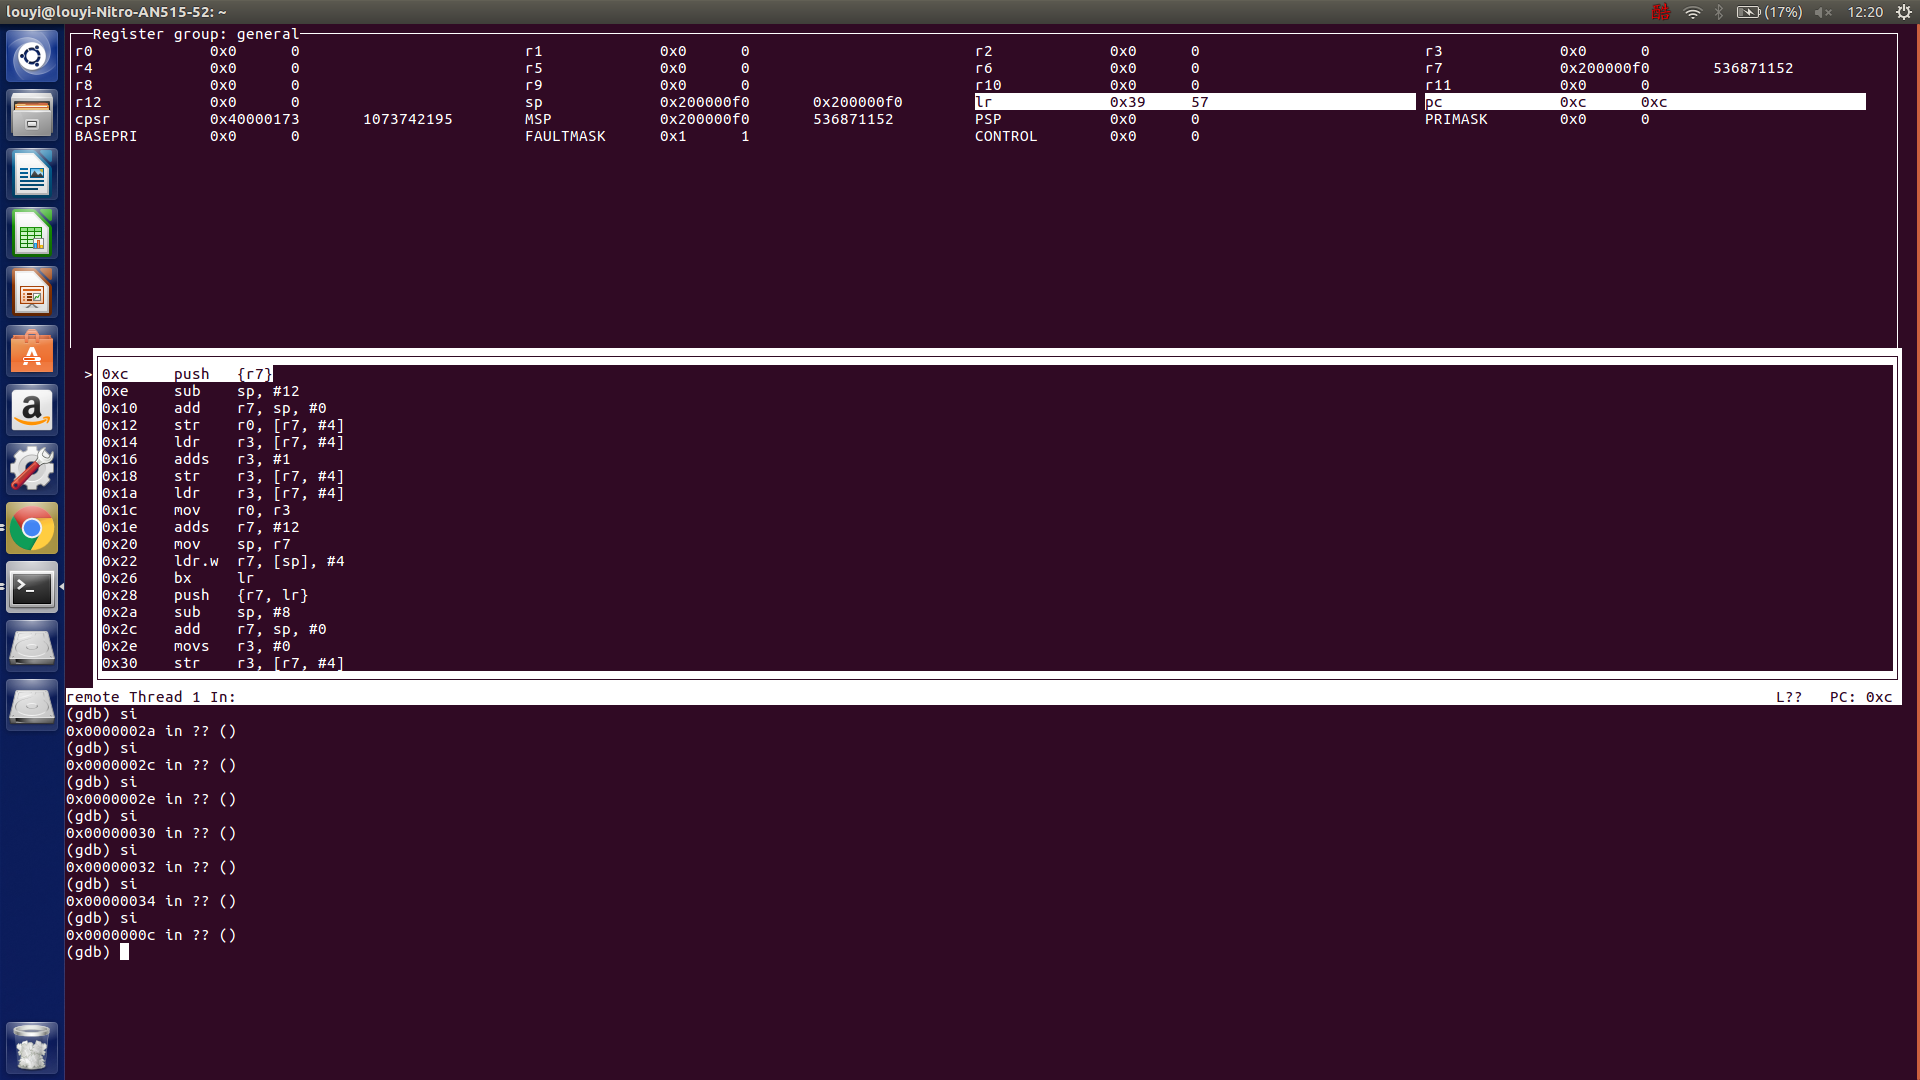 louyi@louyi-Nitro-AN515-52: ~ (17%) 12:20
Register group: general
r0 0x0 0 r1 0x0 0 r2 0x0 0 r3 0x0 0
r4 0x0 0 r5 0x0 0 r6 0x0 0 r7 0x200000f0 536871152
r8 0x0 0 r9 0x0 0 r10 0x0 0 r11 0x0 0
r12 0x0 0 sp 0x200000f0 0x200000f0 lr 0x39 57 pc 0xc 0xc
cpsr 0x40000173 1073742195 MSP 0x200000f0 536871152 PSP 0x0 0 PRIMASK 0x0 0
BASEPRI 0x0 0 FAULTMASK 0x1 1 CONTROL 0x0 0
>0xc push {r7}
0xe sub sp, #12
0x10 add r7, sp, #0
0x12 str r0, [r7, #4]
0x14 ldr r3, [r7, #4]
0x16 adds r3, #1
0x18 str r3, [r7, #4]
0x1a ldr r3, [r7, #4]
0x1c mov r0, r3
0x1e adds r7, #12
0x20 mov sp, r7
0x22 ldr.w r7, [sp], #4
0x26 bx lr
0x28 push {r7, lr}
0x2a sub sp, #8
0x2c add r7, sp, #0
0x2e movs r3, #0
0x30 str r3, [r7, #4]
remote Thread 1 In: L?? PC: 0xc
(gdb) si
0x0000002a in ?? ()
(gdb) si
0x0000002c in ?? ()
(gdb) si
0x0000002e in ?? ()
(gdb) si
0x00000030 in ?? ()
(gdb) si
0x00000032 in ?? ()
(gdb) si
0x00000034 in ?? ()
(gdb) si
0x0000000c in ?? ()
(gdb)